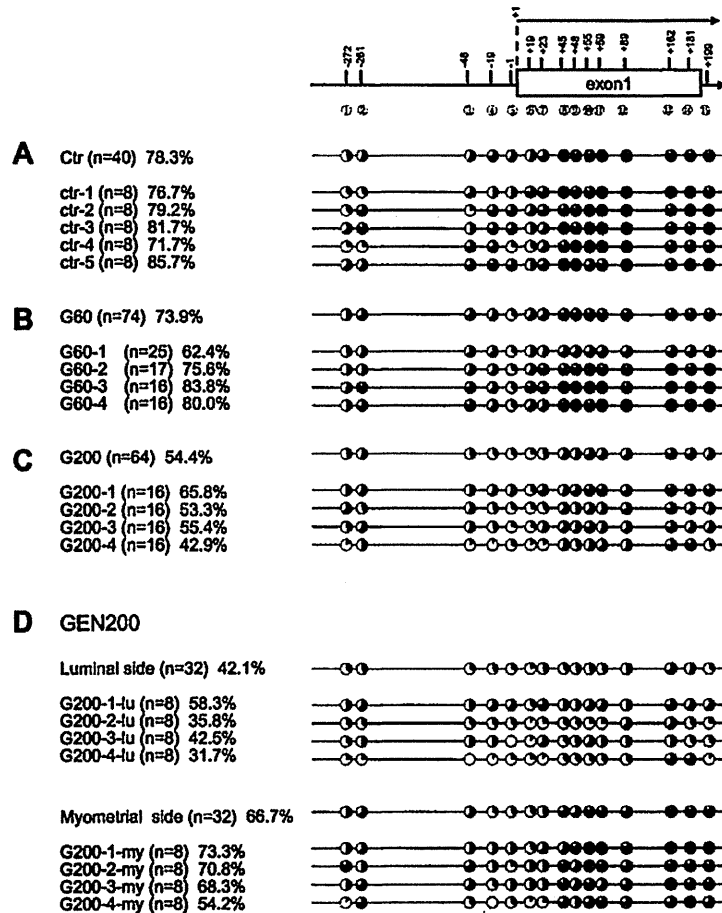 +1
-272
-261
-46
-19
-1
+19
+23
+45
+48
+55
+59
+89
+162
+181
+199
exon1
A Ctr (n=40) 78.3%
ctr-1 (n=8) 76.7%
ctr-2 (n=8) 79.2%
ctr-3 (n=8) 81.7%
ctr-4 (n=8) 71.7%
ctr-5 (n=8) 85.7%
B G60 (n=74) 73.9%
G60-1 (n=25) 62.4%
G60-2 (n=17) 75.6%
G60-3 (n=16) 83.8%
G60-4 (n=16) 80.0%
C G200 (n=64) 54.4%
G200-1 (n=16) 65.8%
G200-2 (n=16) 53.3%
G200-3 (n=16) 55.4%
G200-4 (n=16) 42.9%
D GEN200
Luminal side (n=32) 42.1%
G200-1-lu (n=8) 58.3%
G200-2-lu (n=8) 35.8%
G200-3-lu (n=8) 42.5%
G200-4-lu (n=8) 31.7%
Myometrial side (n=32) 66.7%
G200-1-my (n=8) 73.3%
G200-2-my (n=8) 70.8%
G200-3-my (n=8) 68.3%
G200-4-my (n=8) 54.2%